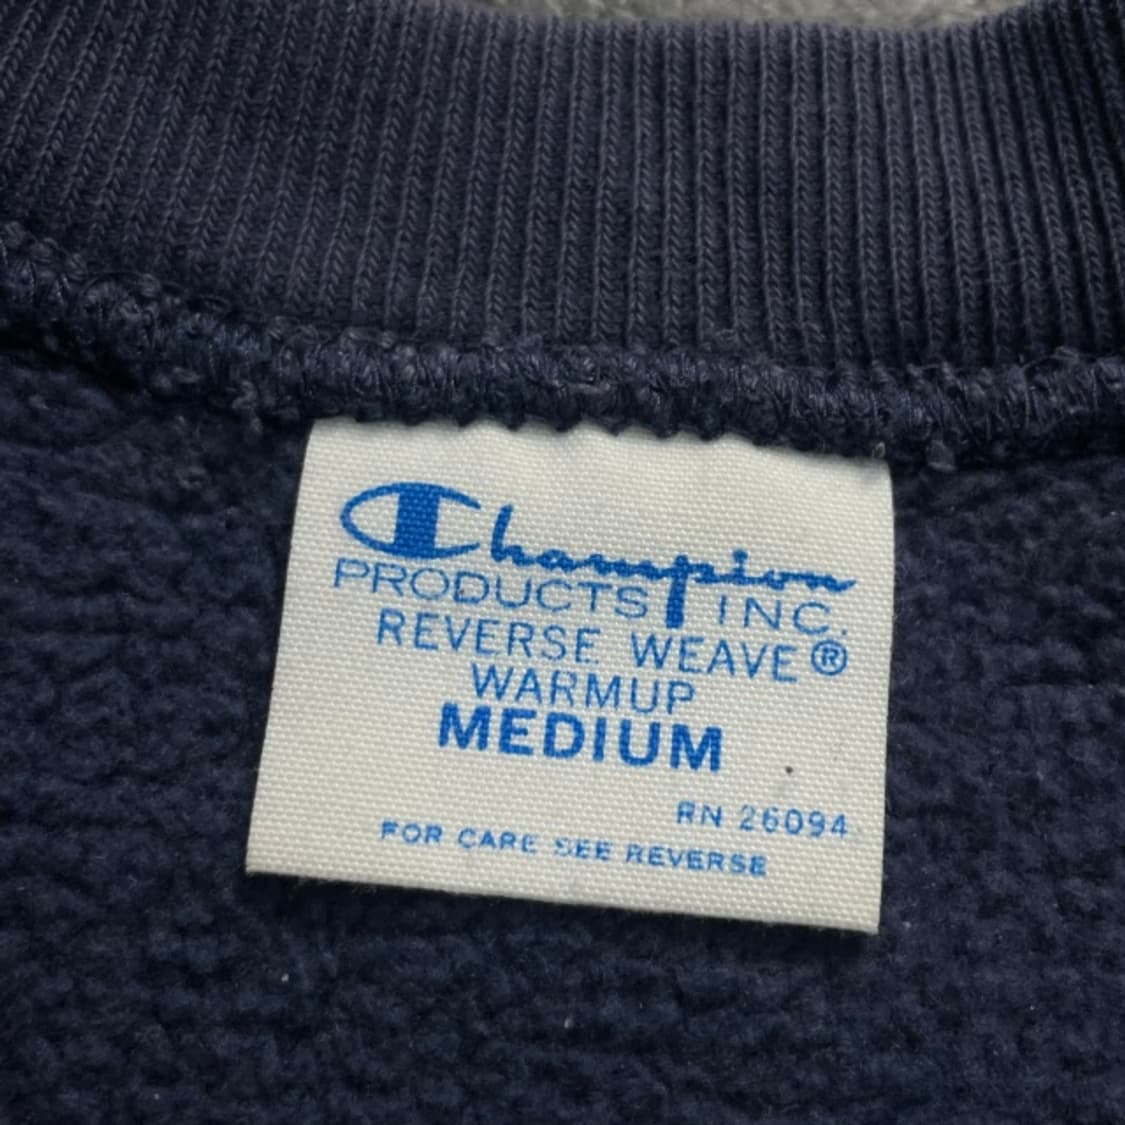 Champion
PRODUCTS INC.
REVERSE WEAVE®
WARMUP
MEDIUM
RN 26094
FOR CARE SEE REVERSE